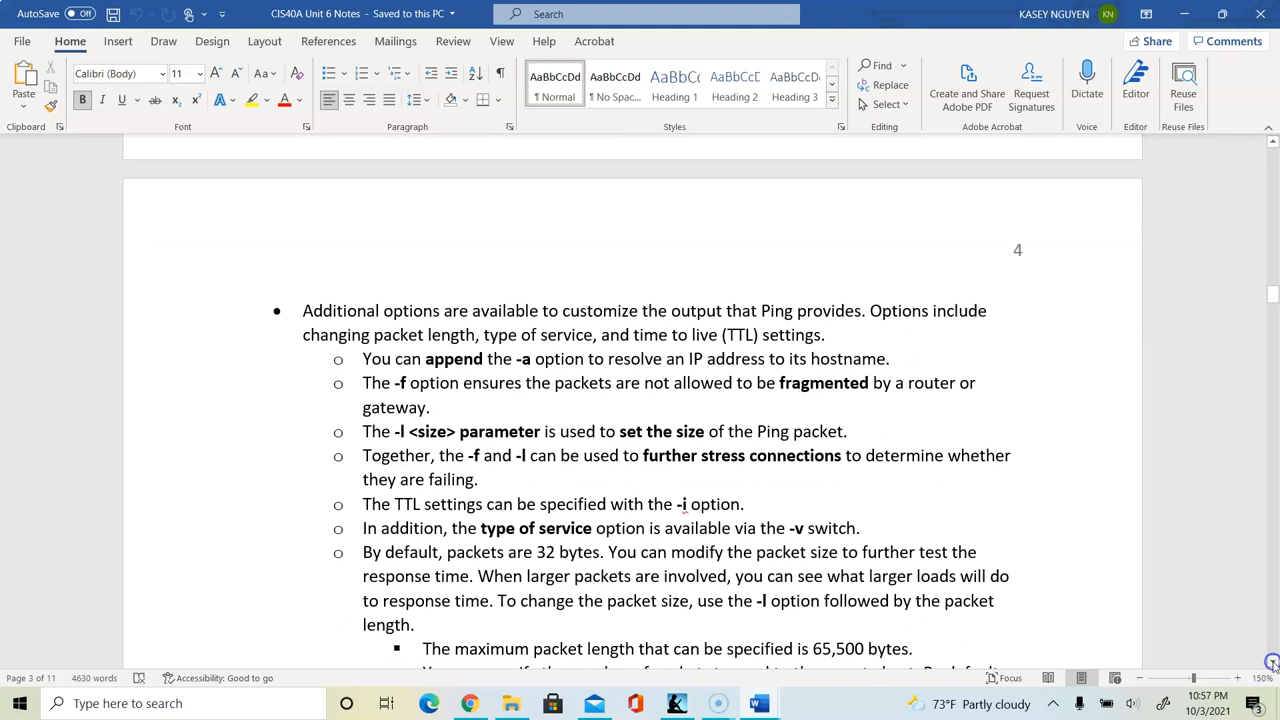 AutoSave Off CIS40A Unit 6 Notes - Saved to this PC Search KASEY NGUYEN KN
File Home Insert Draw Design Layout References Mailings Review View Help Acrobat Share Comments
Calibri (Body) 11 Aa AaBbCcDd AaBbCcDd AaBbCc AaBbCcD AaBbCcDc Find
Paste B I U ab x₂ x² A A ¶ Normal ¶ No Spac... Heading 1 Heading 2 Heading 3 Replace Select Create and Share Adobe PDF Request Signatures Dictate Editor Reuse Files
Clipboard Font Paragraph Styles Editing Adobe Acrobat Voice Editor Reuse Files
4
• Additional options are available to customize the output that Ping provides. Options include
changing packet length, type of service, and time to live (TTL) settings.
o You can append the -a option to resolve an IP address to its hostname.
o The -f option ensures the packets are not allowed to be fragmented by a router or
gateway.
o The -l <size> parameter is used to set the size of the Ping packet.
o Together, the -f and -l can be used to further stress connections to determine whether
they are failing.
o The TTL settings can be specified with the -i option.
o In addition, the type of service option is available via the -v switch.
o By default, packets are 32 bytes. You can modify the packet size to further test the
response time. When larger packets are involved, you can see what larger loads will do
to response time. To change the packet size, use the -l option followed by the packet
length.
▪ The maximum packet length that can be specified is 65,500 bytes.
Page 3 of 11 4630 words Accessibility: Good to go Focus 150%
Type here to search 73°F Partly cloudy 10:57 PM
10/3/2021 3